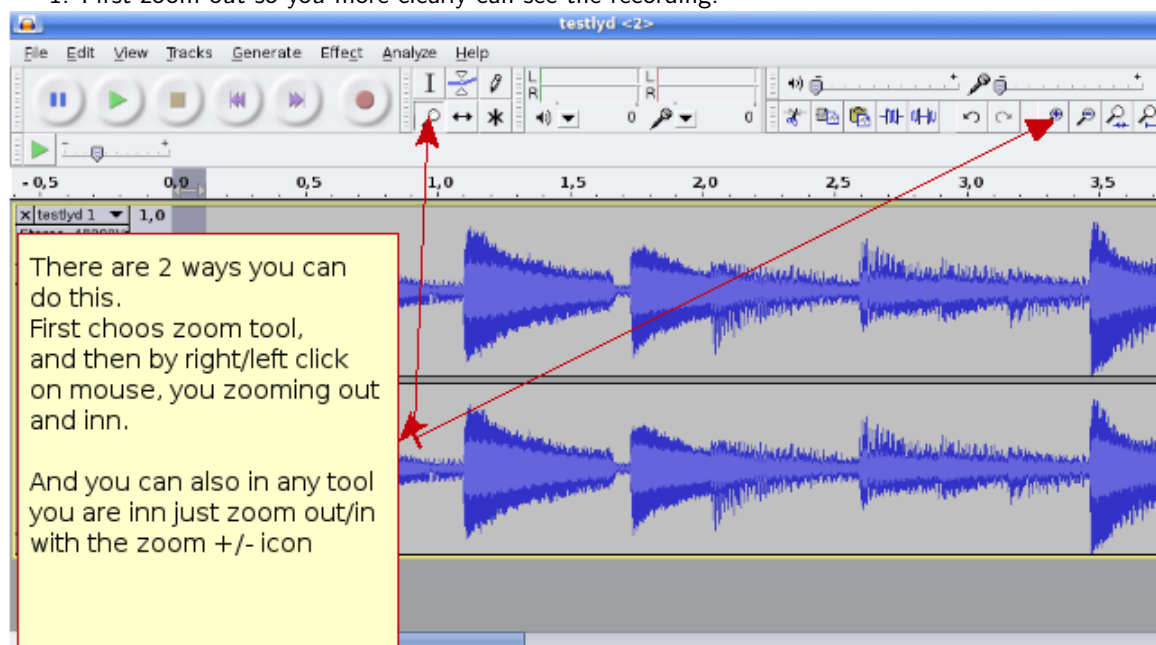 1. First zoom out so you more clearly can see the recording.
testlyd <2>
File Edit View Tracks Generate Effect Analyze Help
L
R
L
R
0
0
- 0,5 0,0 0,5 1,0 1,5 2,0 2,5 3,0 3,5
testlyd 1 1,0
There are 2 ways you can
do this.
First choos zoom tool,
and then by right/left click
on mouse, you zooming out
and inn.
And you can also in any tool
you are inn just zoom out/in
with the zoom +/- icon